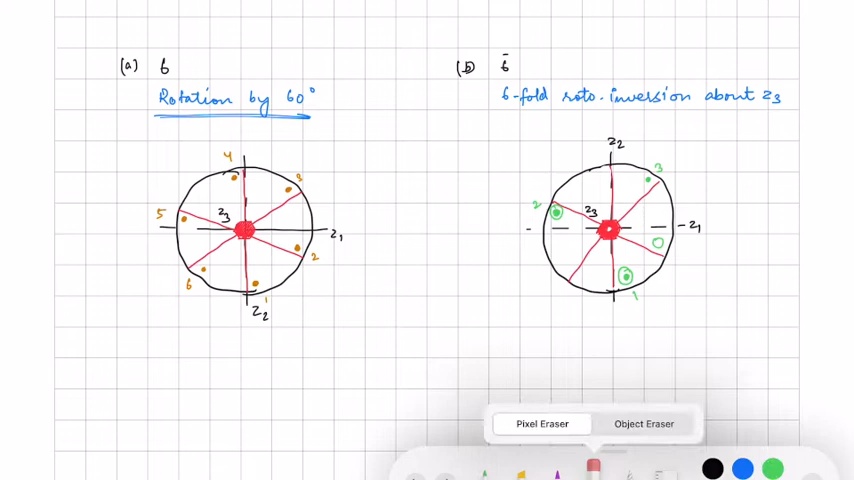 (a) 6
Rotation by 60°
4
3
5
z3
z1
2
6
1
z2
(b) 6̄
6-fold roto-inversion about z3
z2
3
2
z3
z1
1
Pixel Eraser
Object Eraser